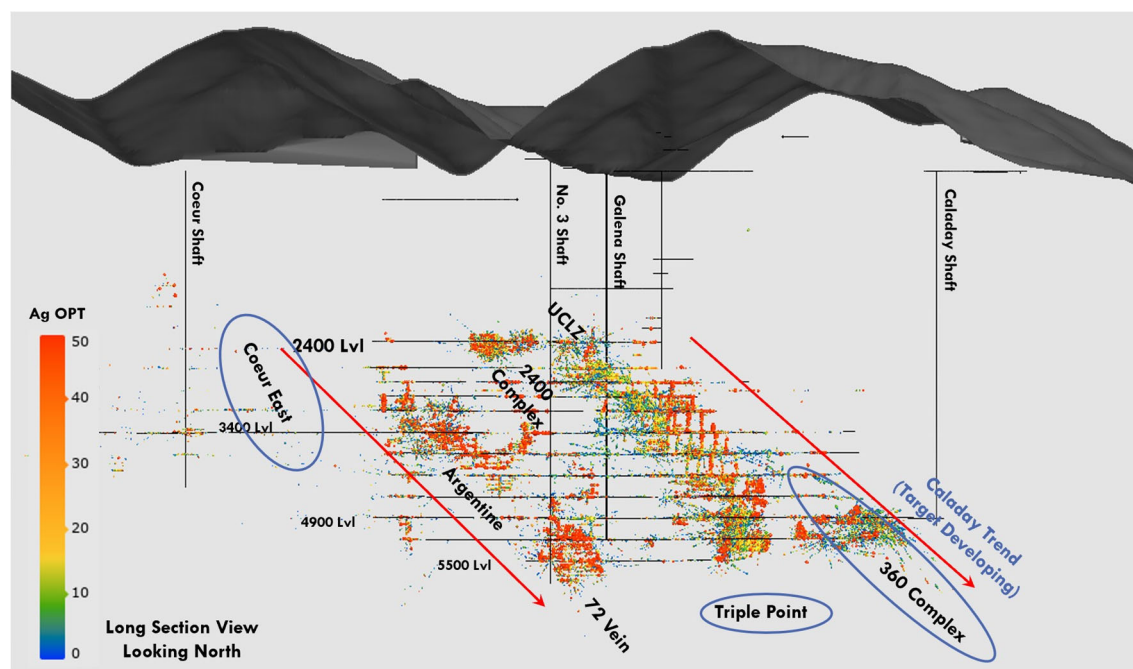 Coeur Shaft
No. 3 Shaft
Galena Shaft
Caladay Shaft
Ag OPT
50
40
30
20
10
0
UCLZ
2400 Lvl
Coeur East
2400
Complex
3400 Lvl
Argentine
4900 Lvl
5500 Lvl
Caladay Trend
(Target Developing)
360 Complex
72 Vein
Triple Point
Long Section View
Looking North